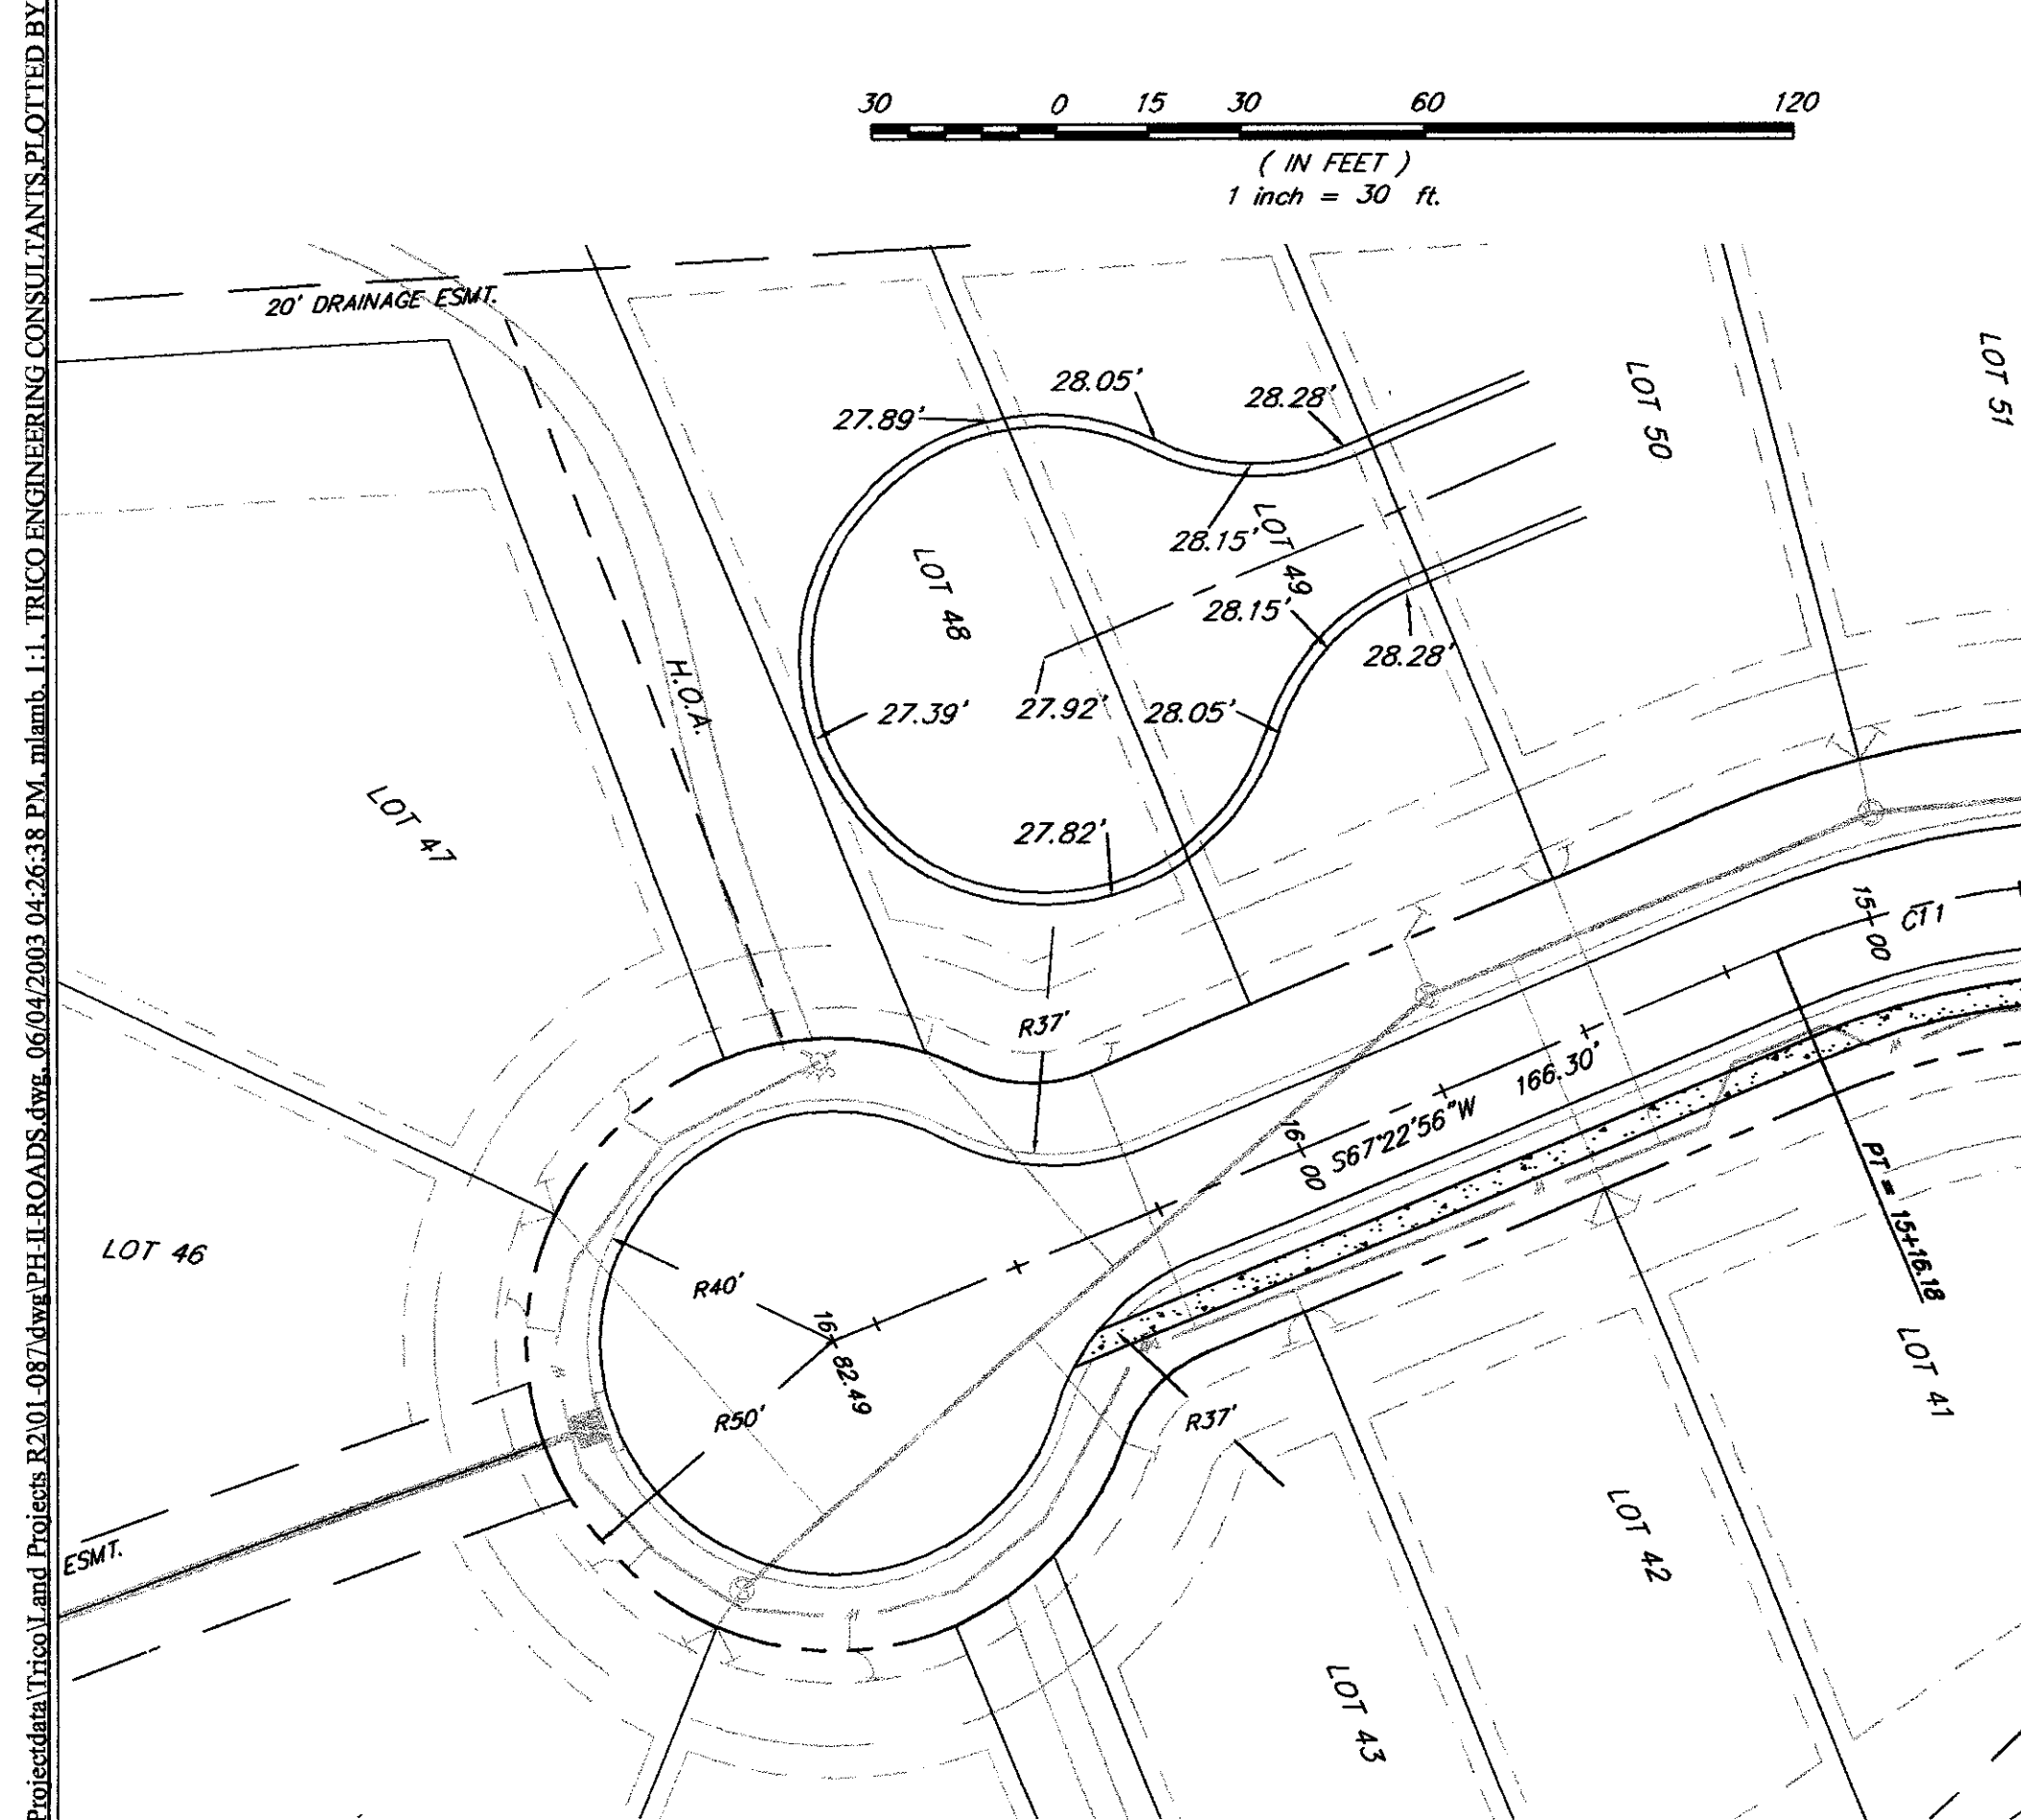 Projectdata\Trico\Land Projects R2\01-087\dwg\PH-II-ROADS.dwg, 06/04/2003 04:26:38 PM, mlamb, 1:1, TRICO ENGINEERING CONSULTANTS,PLOTTED BY
30 0 15 30 60 120
( IN FEET )
1 inch = 30 ft.
20' DRAINAGE ESMT.
28.05'
28.28'
27.89'
LOT 50
LOT 51
28.15'
LOT 49
LOT 48
28.15'
28.28'
H.O.A.
27.39'
27.92'
28.05'
LOT 47
27.82'
15+00
CT1
R37'
166.30'
S67°22'56"W
16+00
PT = 15+16.18
LOT 46
R40'
16+82.49
R50'
R37'
LOT 41
LOT 42
ESMT.
LOT 43